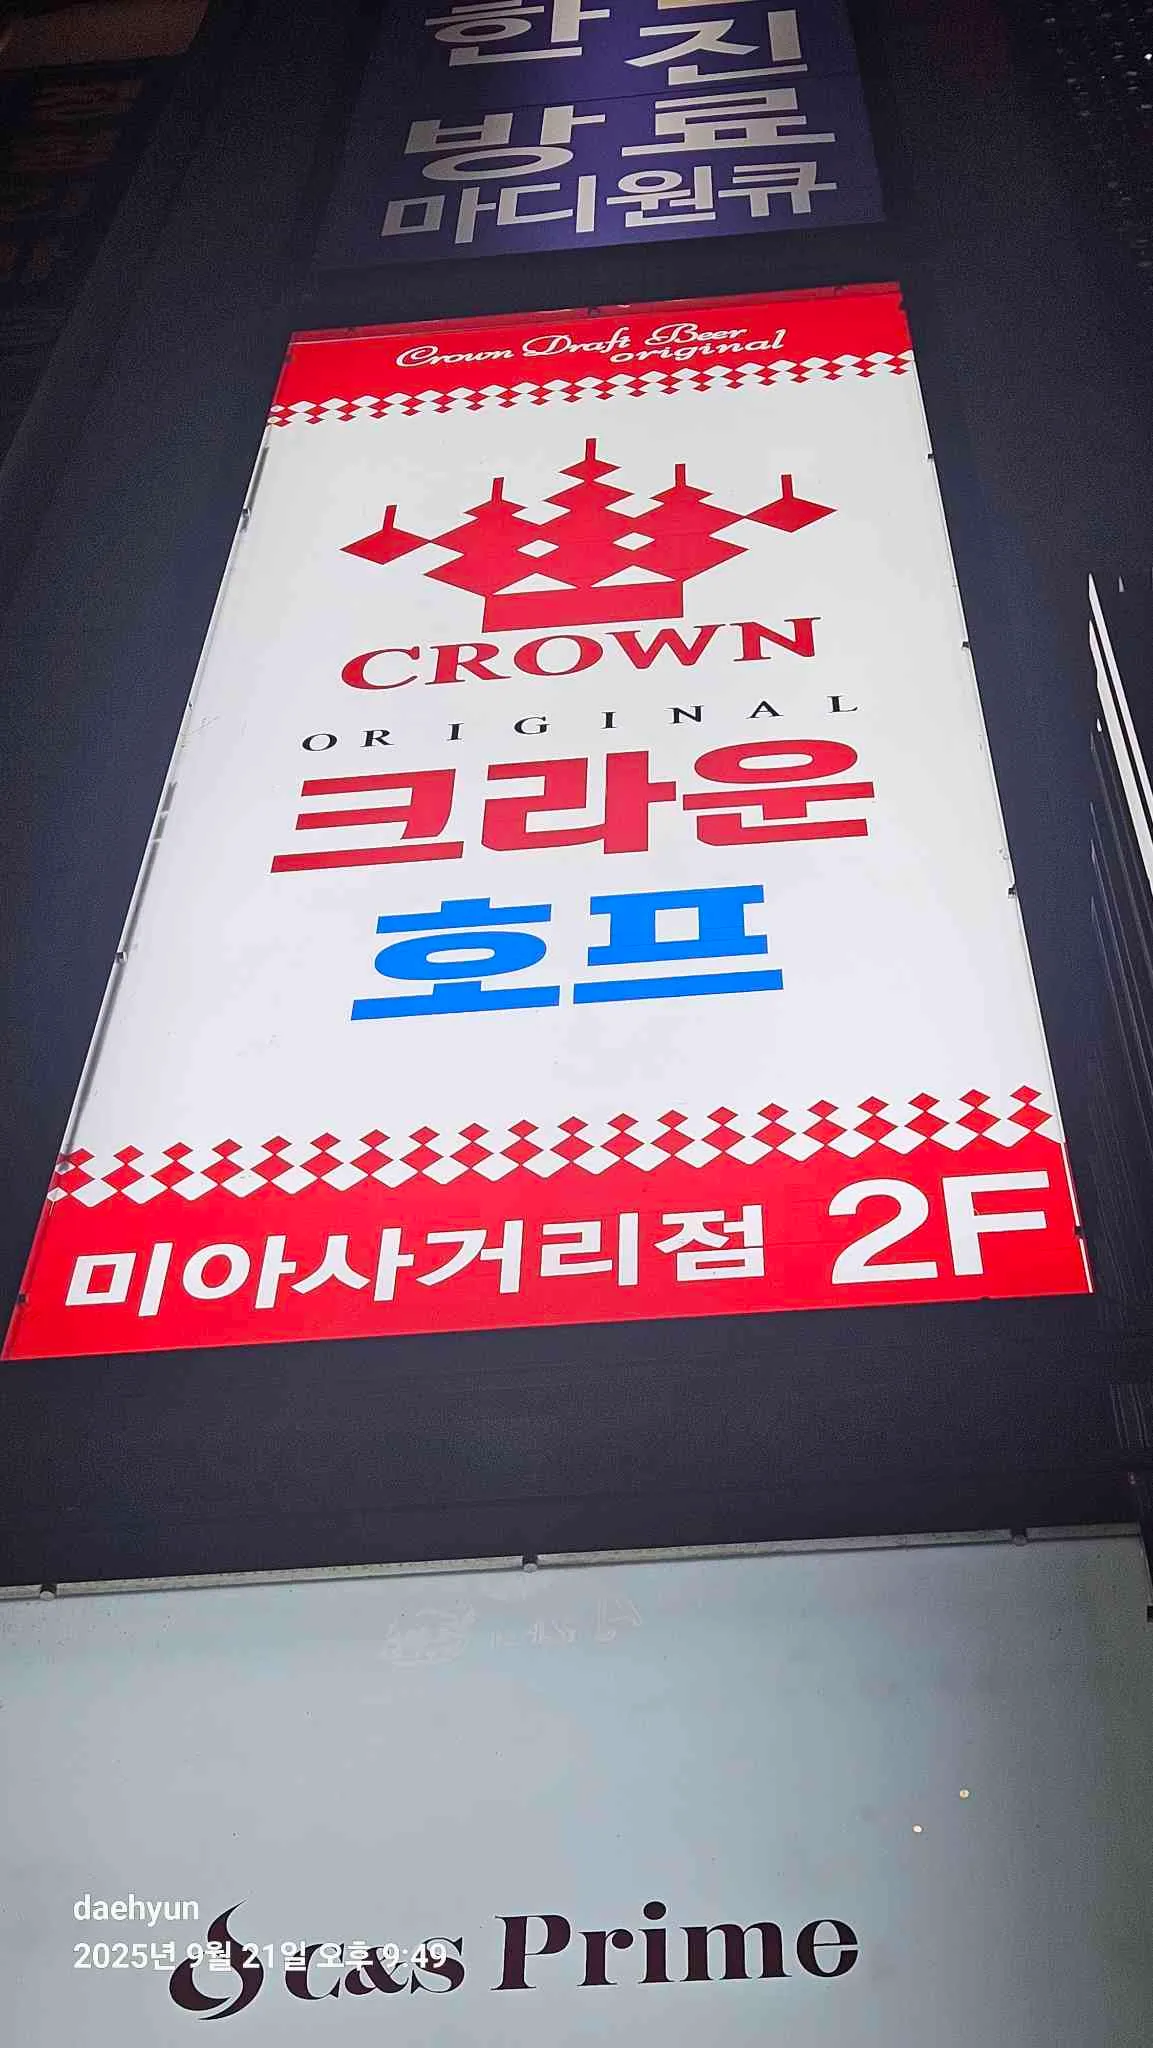 한 진
방 료
마디원큐
Crown Draft Beer
original
CROWN
ORIGINAL
크라운
호프
미아사거리점 2F
C&S Prime
daehyun
2025년 9월 21일 오후 9:49